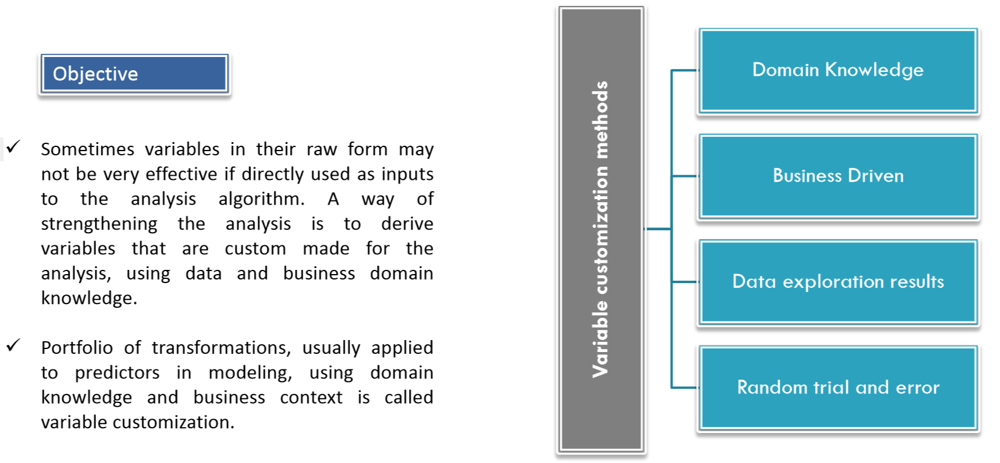 Objective
Sometimes variables in their raw form may
not be very effective if directly used as inputs
to the analysis algorithm. A way of
strengthening the analysis is to derive
variables that are custom made for the
analysis, using data and business domain
knowledge.
Portfolio of transformations, usually applied
to predictors in modeling, using domain
knowledge and business context is called
variable customization.
Variable customization methods
Domain Knowledge
Business Driven
Data exploration results
Random trial and error